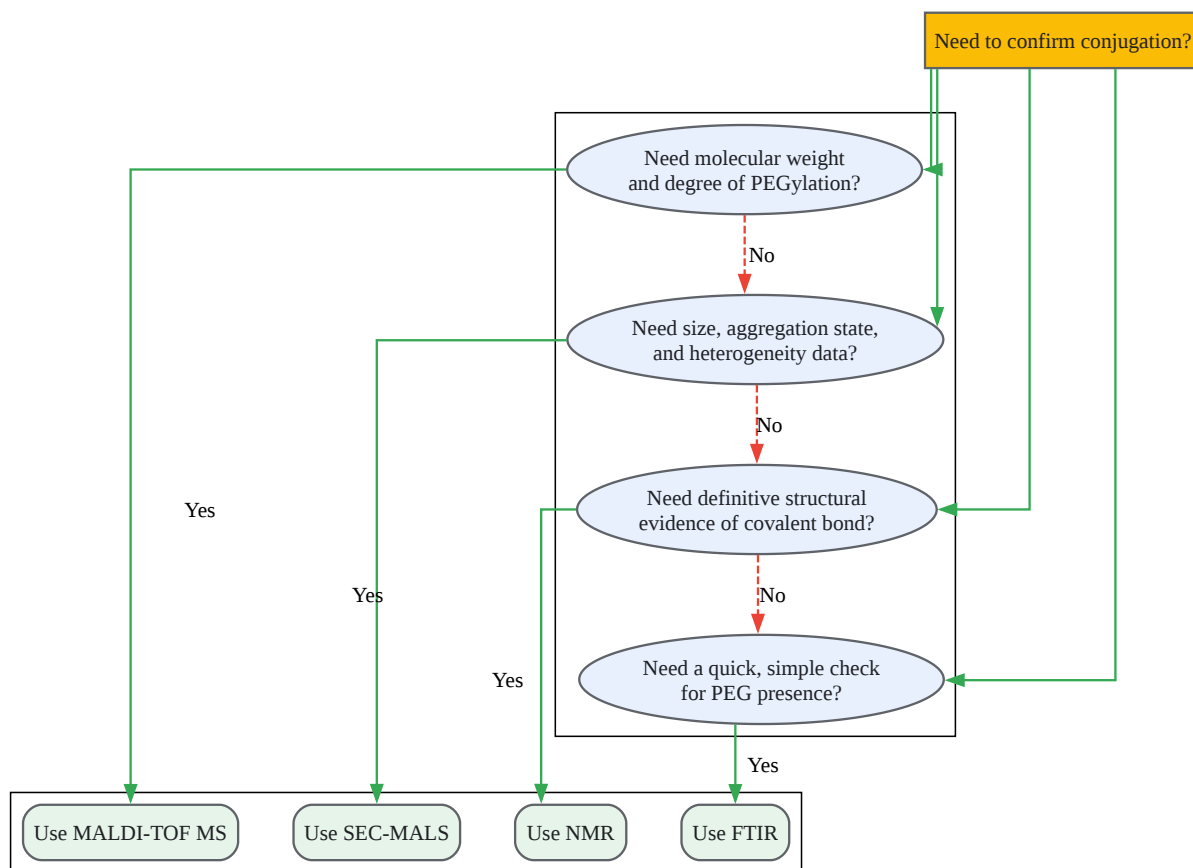 Need to confirm conjugation?
Need molecular weight
and degree of PEGylation?
No
Need size, aggregation state,
and heterogeneity data?
No
Need definitive structural
evidence of covalent bond?
Yes
No
Yes
Need a quick, simple check
for PEG presence?
Yes
Yes
Use MALDI-TOF MS
Use SEC-MALS
Use NMR
Use FTIR